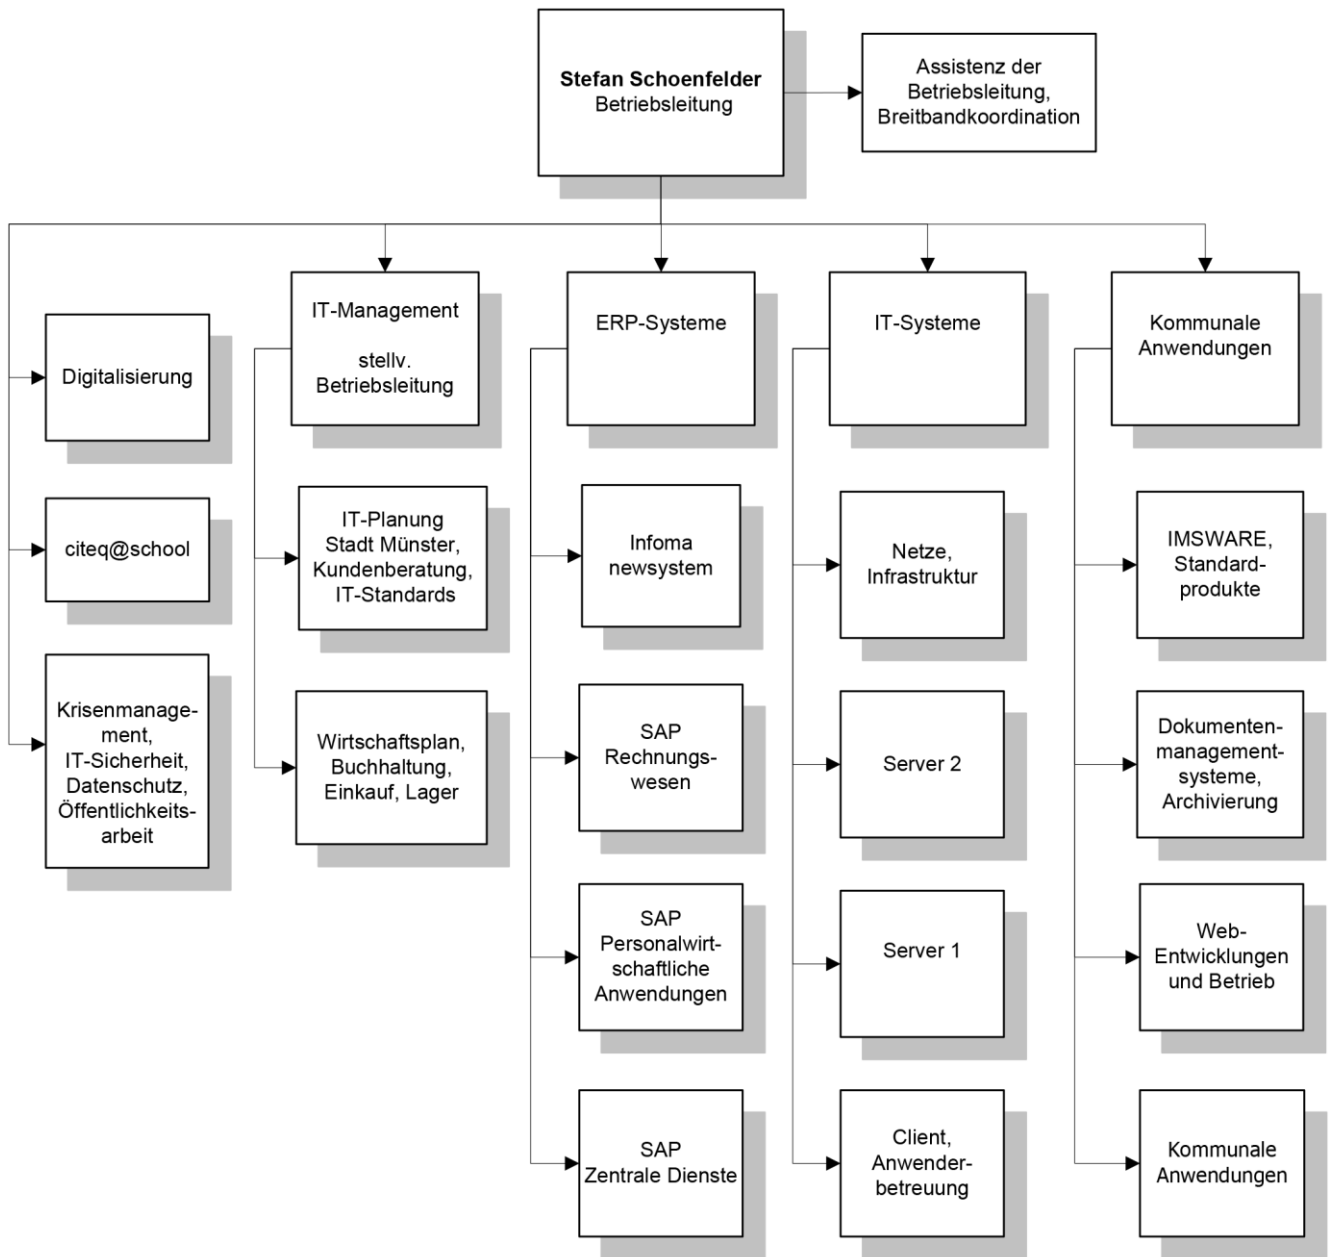 Stefan Schoenfelder
Betriebsleitung
Assistenz der
Betriebsleitung,
Breitbandkoordination
Digitalisierung
citeq@school
Krisenmanage-
ment,
IT-Sicherheit,
Datenschutz,
Öffentlichkeits-
arbeit
IT-Management
stellv.
Betriebsleitung
IT-Planung
Stadt Münster,
Kundenberatung,
IT-Standards
Wirtschaftsplan,
Buchhaltung,
Einkauf, Lager
ERP-Systeme
Infoma
newsystem
SAP
Rechnungs-
wesen
SAP
Personalwirt-
schaftliche
Anwendungen
SAP
Zentrale Dienste
IT-Systeme
Netze,
Infrastruktur
Server 2
Server 1
Client,
Anwender-
betreuung
Kommunale
Anwendungen
IMSWARE,
Standard-
produkte
Dokumenten-
management-
systeme,
Archivierung
Web-
Entwicklungen
und Betrieb
Kommunale
Anwendungen